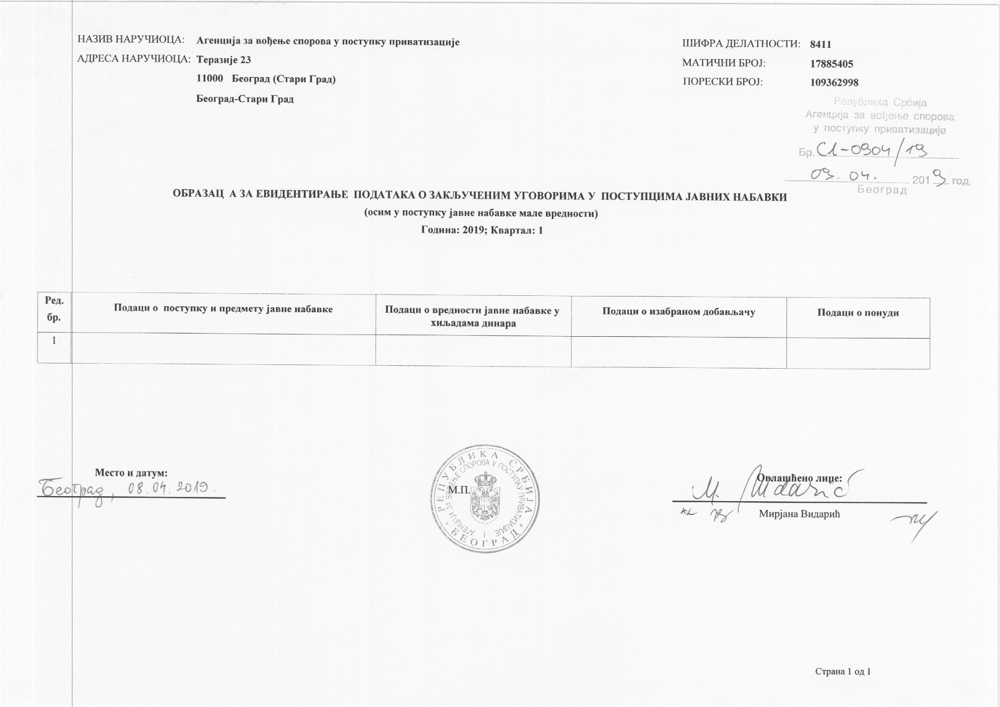 НАЗИВ НАРУЧИОЦА: Агенција за вођење спорова у поступку приватизације
АДРЕСА НАРУЧИОЦА: Теразије 23
11000 Београд (Стари Град)
Београд-Стари Град
ШИФРА ДЕЛАТНОСТИ: 8411
МАТИЧНИ БРОЈ: 17885405
ПОРЕСКИ БРОЈ: 109362998
Република Србија
Агенција за вођење спорова
у поступку приватизације
Бр. С1-0904/19
09. 04. 2019 год.
Београд
ОБРАЗАЦ А ЗА ЕВИДЕНТИРАЊЕ ПОДАТАКА О ЗАКЉУЧЕНИМ УГОВОРИМА У ПОСТУПЦИМА ЈАВНИХ НАБАВКИ
(осим у поступку јавне набавке мале вредности)
Година: 2019; Квартал: 1
Ред. бр.
Подаци о поступку и предмету јавне набавке
Подаци о вредности јавне набавке у
хиљадама динара
Подаци о изабраном добављачу
Подаци о понуди
1
Место и датум:
Београд, 08.04.2019.
М.П.
РЕПУБЛИКА СРБИЈА
АГЕНЦИЈА ЗА ВОЂЕЊЕ СПОРОВА У ПОСТУПКУ ПРИВАТИЗАЦИЈЕ
I
* БЕОГРАД *
Овлашћено лице:
Мирјана Видарић
Страна 1 од 1